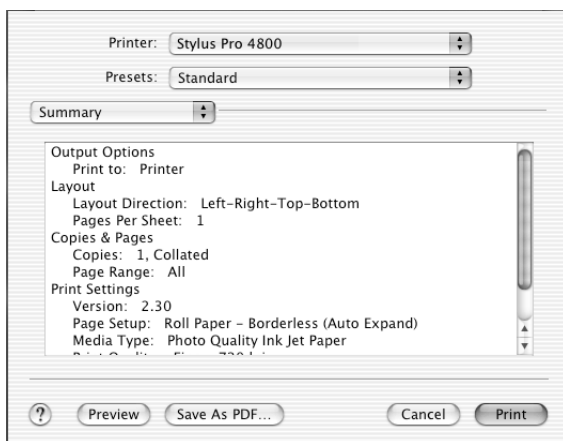 Printer: Stylus Pro 4800
Presets: Standard
Summary
Output Options
Print to: Printer
Layout
Layout Direction: Left-Right-Top-Bottom
Pages Per Sheet: 1
Copies & Pages
Copies: 1, Collated
Page Range: All
Print Settings
Version: 2.30
Page Setup: Roll Paper - Borderless (Auto Expand)
Media Type: Photo Quality Ink Jet Paper
? Preview Save As PDF... Cancel Print